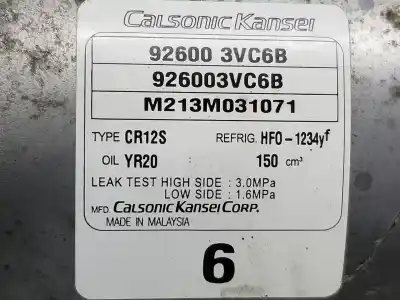 Calsonic Kansei
92600 3VC6B
926003VC6B
M213M031071
TYPE CR12S REFRIG. HFO-1234yf
OIL YR20 150 cm³
LEAK TEST HIGH SIDE : 3.0MPa
LOW SIDE : 1.6MPa
MFD. Calsonic Kansei Corp.
MADE IN MALAYSIA
6